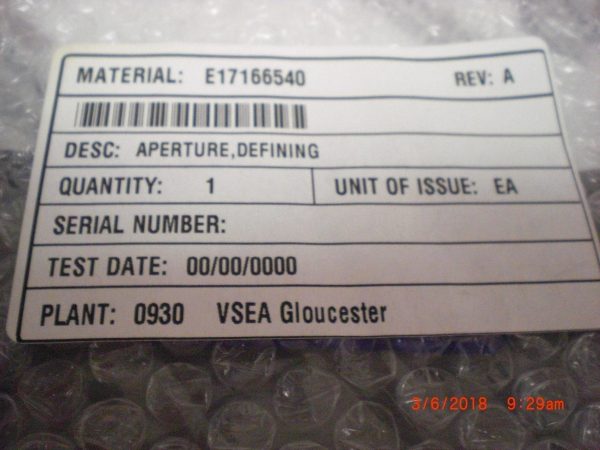 MATERIAL: E17166540 REV: A
DESC: APERTURE,DEFINING
QUANTITY: 1 UNIT OF ISSUE: EA
SERIAL NUMBER:
TEST DATE: 00/00/0000
PLANT: 0930 VSEA Gloucester
3/6/2018 9:29am